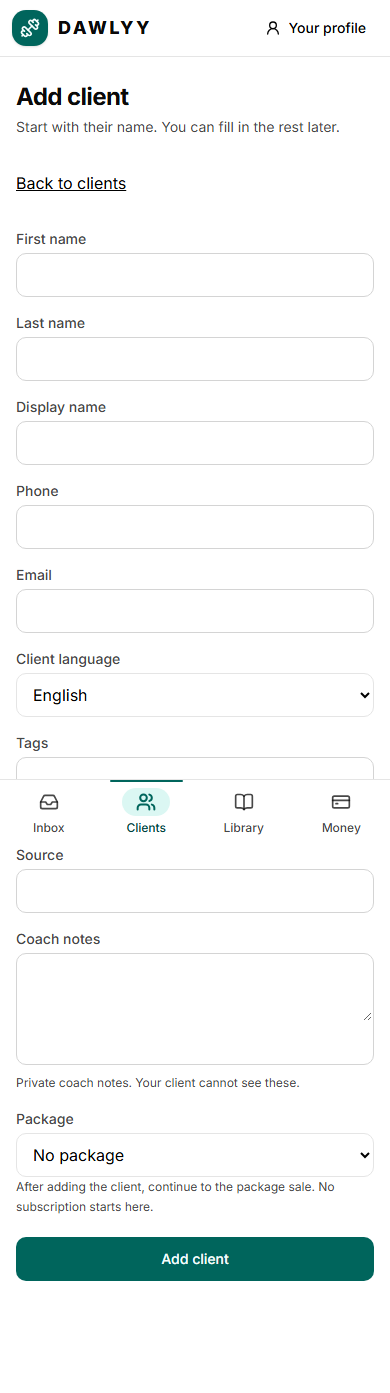 DAWLYY
Your profile
Add client
Start with their name. You can fill in the rest later.
Back to clients
First name
Last name
Display name
Phone
Email
Client language
English
Tags
Inbox
Clients
Library
Money
Source
Coach notes
Private coach notes. Your client cannot see these.
Package
No package
After adding the client, continue to the package sale. No
subscription starts here.
Add client